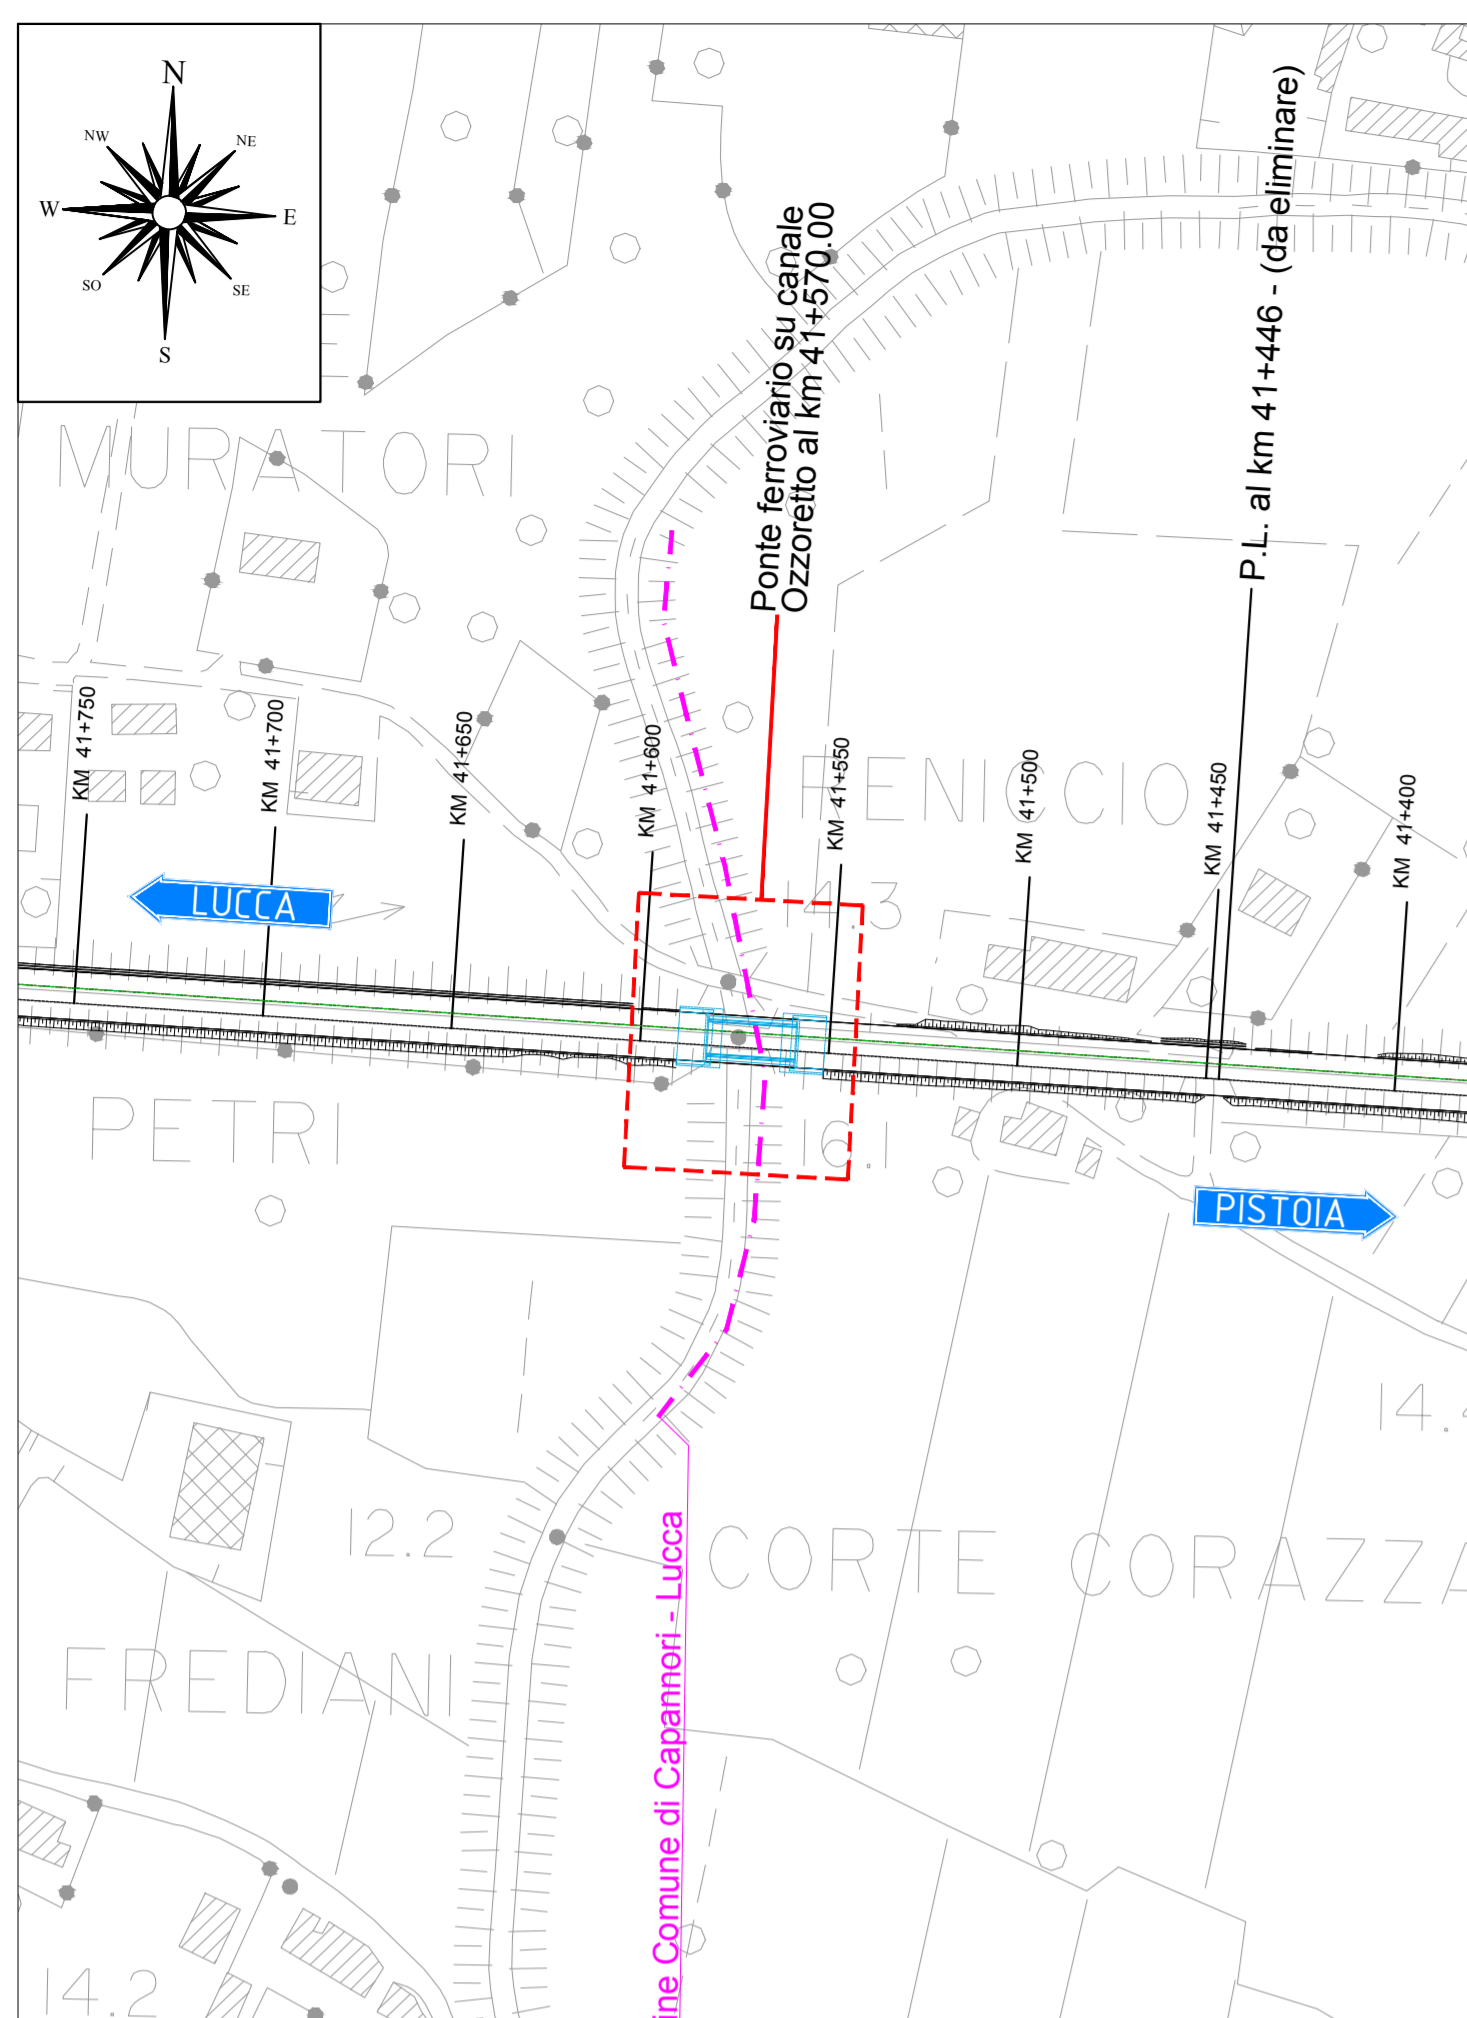 N
NW
NE
W
E
SO
SE
S
MURATORI
Ponte ferroviario su canale
Ozzoretto al km 41+570.00
P.L. al km 41+446 - (da eliminare)
KM 41+750
KM 41+700
KM 41+650
KM 41+600
KM 41+550
KM 41+500
KM 41+450
KM 41+400
RENICCIO
LUCCA
14.3
PETRI
16.1
PISTOIA
14.
12.2
CORTE CORAZZA
FREDIANI
ine Comune di Capannori - Lucca
14.2